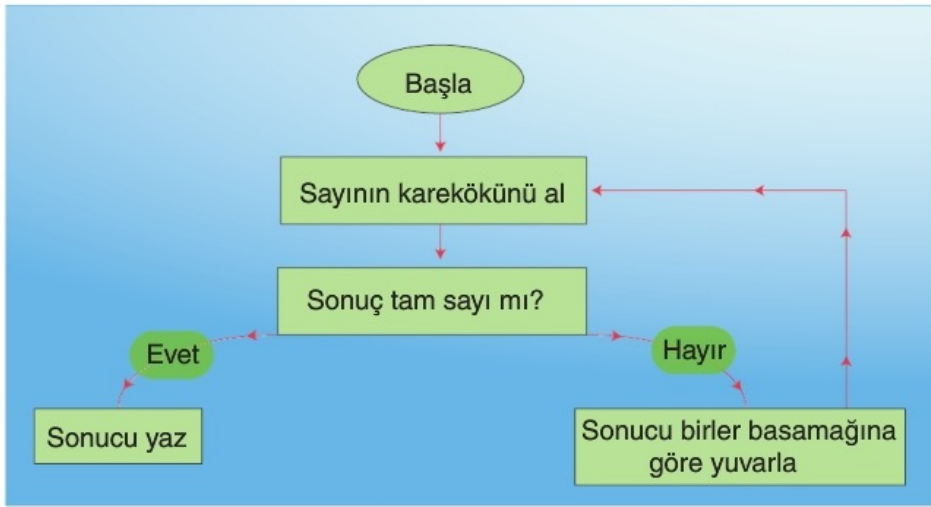 Başla
Sayının karekökünü al
Sonuç tam sayı mı?
Evet
Hayır
Sonucu yaz
Sonucu birler basamağına
göre yuvarla